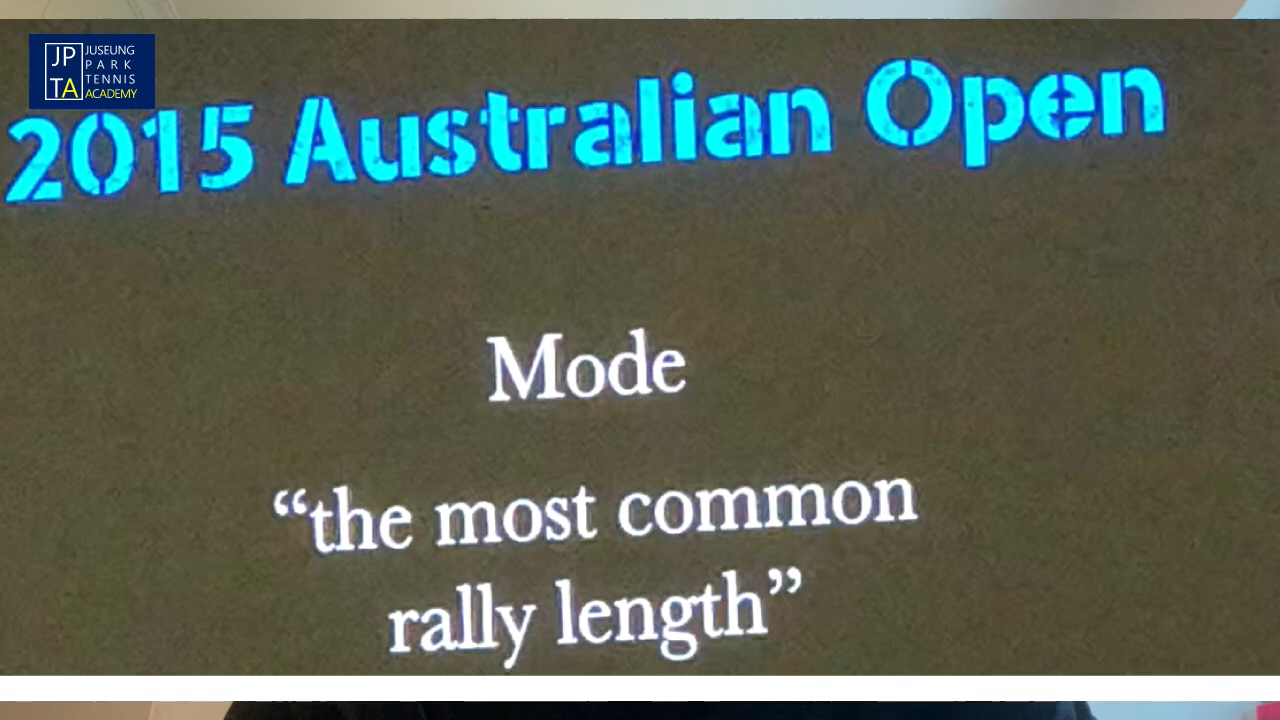 JP
TA
JUSEUNG
PARK
TENNIS
ACADEMY
2015 Australian Open
Mode
“the most common
rally length”